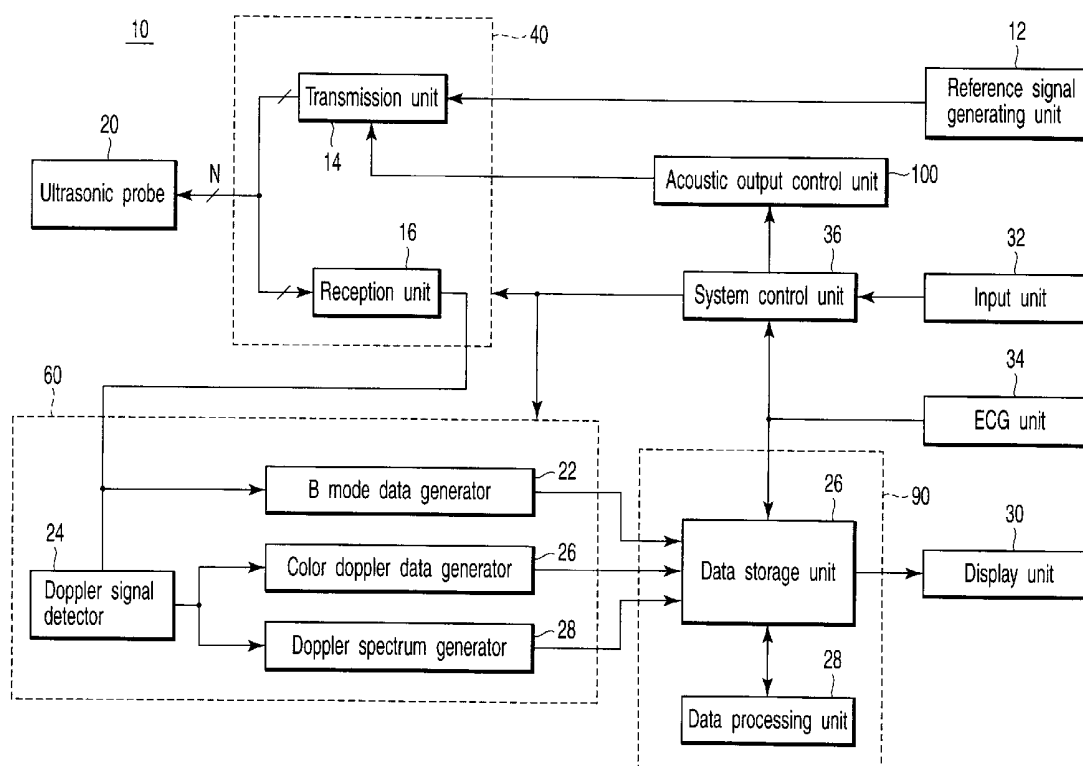 10
40
12
Transmission unit
Reference signal
generating unit
14
20
N
Ultrasonic probe
Acoustic output control unit
100
16
36
32
Reception unit
System control unit
Input unit
34
60
ECG unit
22
B mode data generator
26
90
24
26
30
Doppler signal
detector
Color doppler data generator
Data storage unit
Display unit
28
Doppler spectrum generator
28
Data processing unit